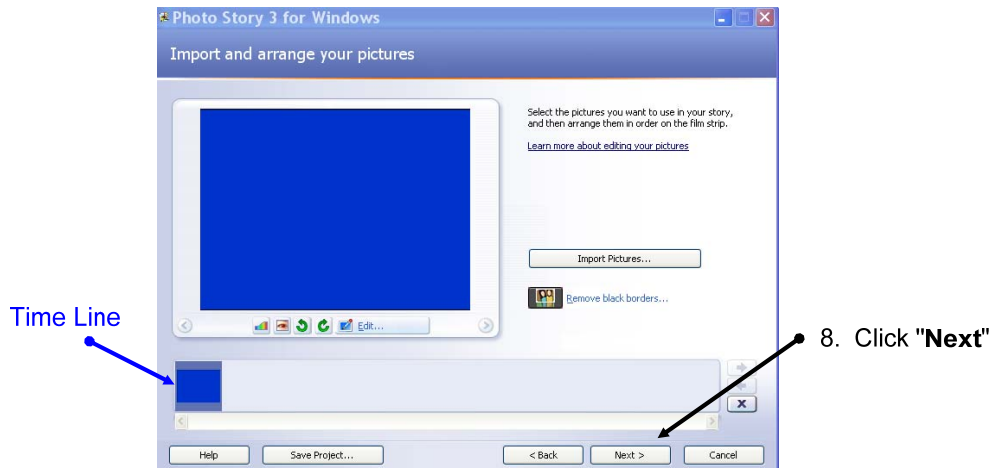 Photo Story 3 for Windows
Import and arrange your pictures
Select the pictures you want to use in your story,
and then arrange them in order on the film strip.
Learn more about editing your pictures
Import Pictures...
Remove black borders...
Edit...
Time Line
8. Click "Next"
Help
Save Project...
< Back
Next >
Cancel